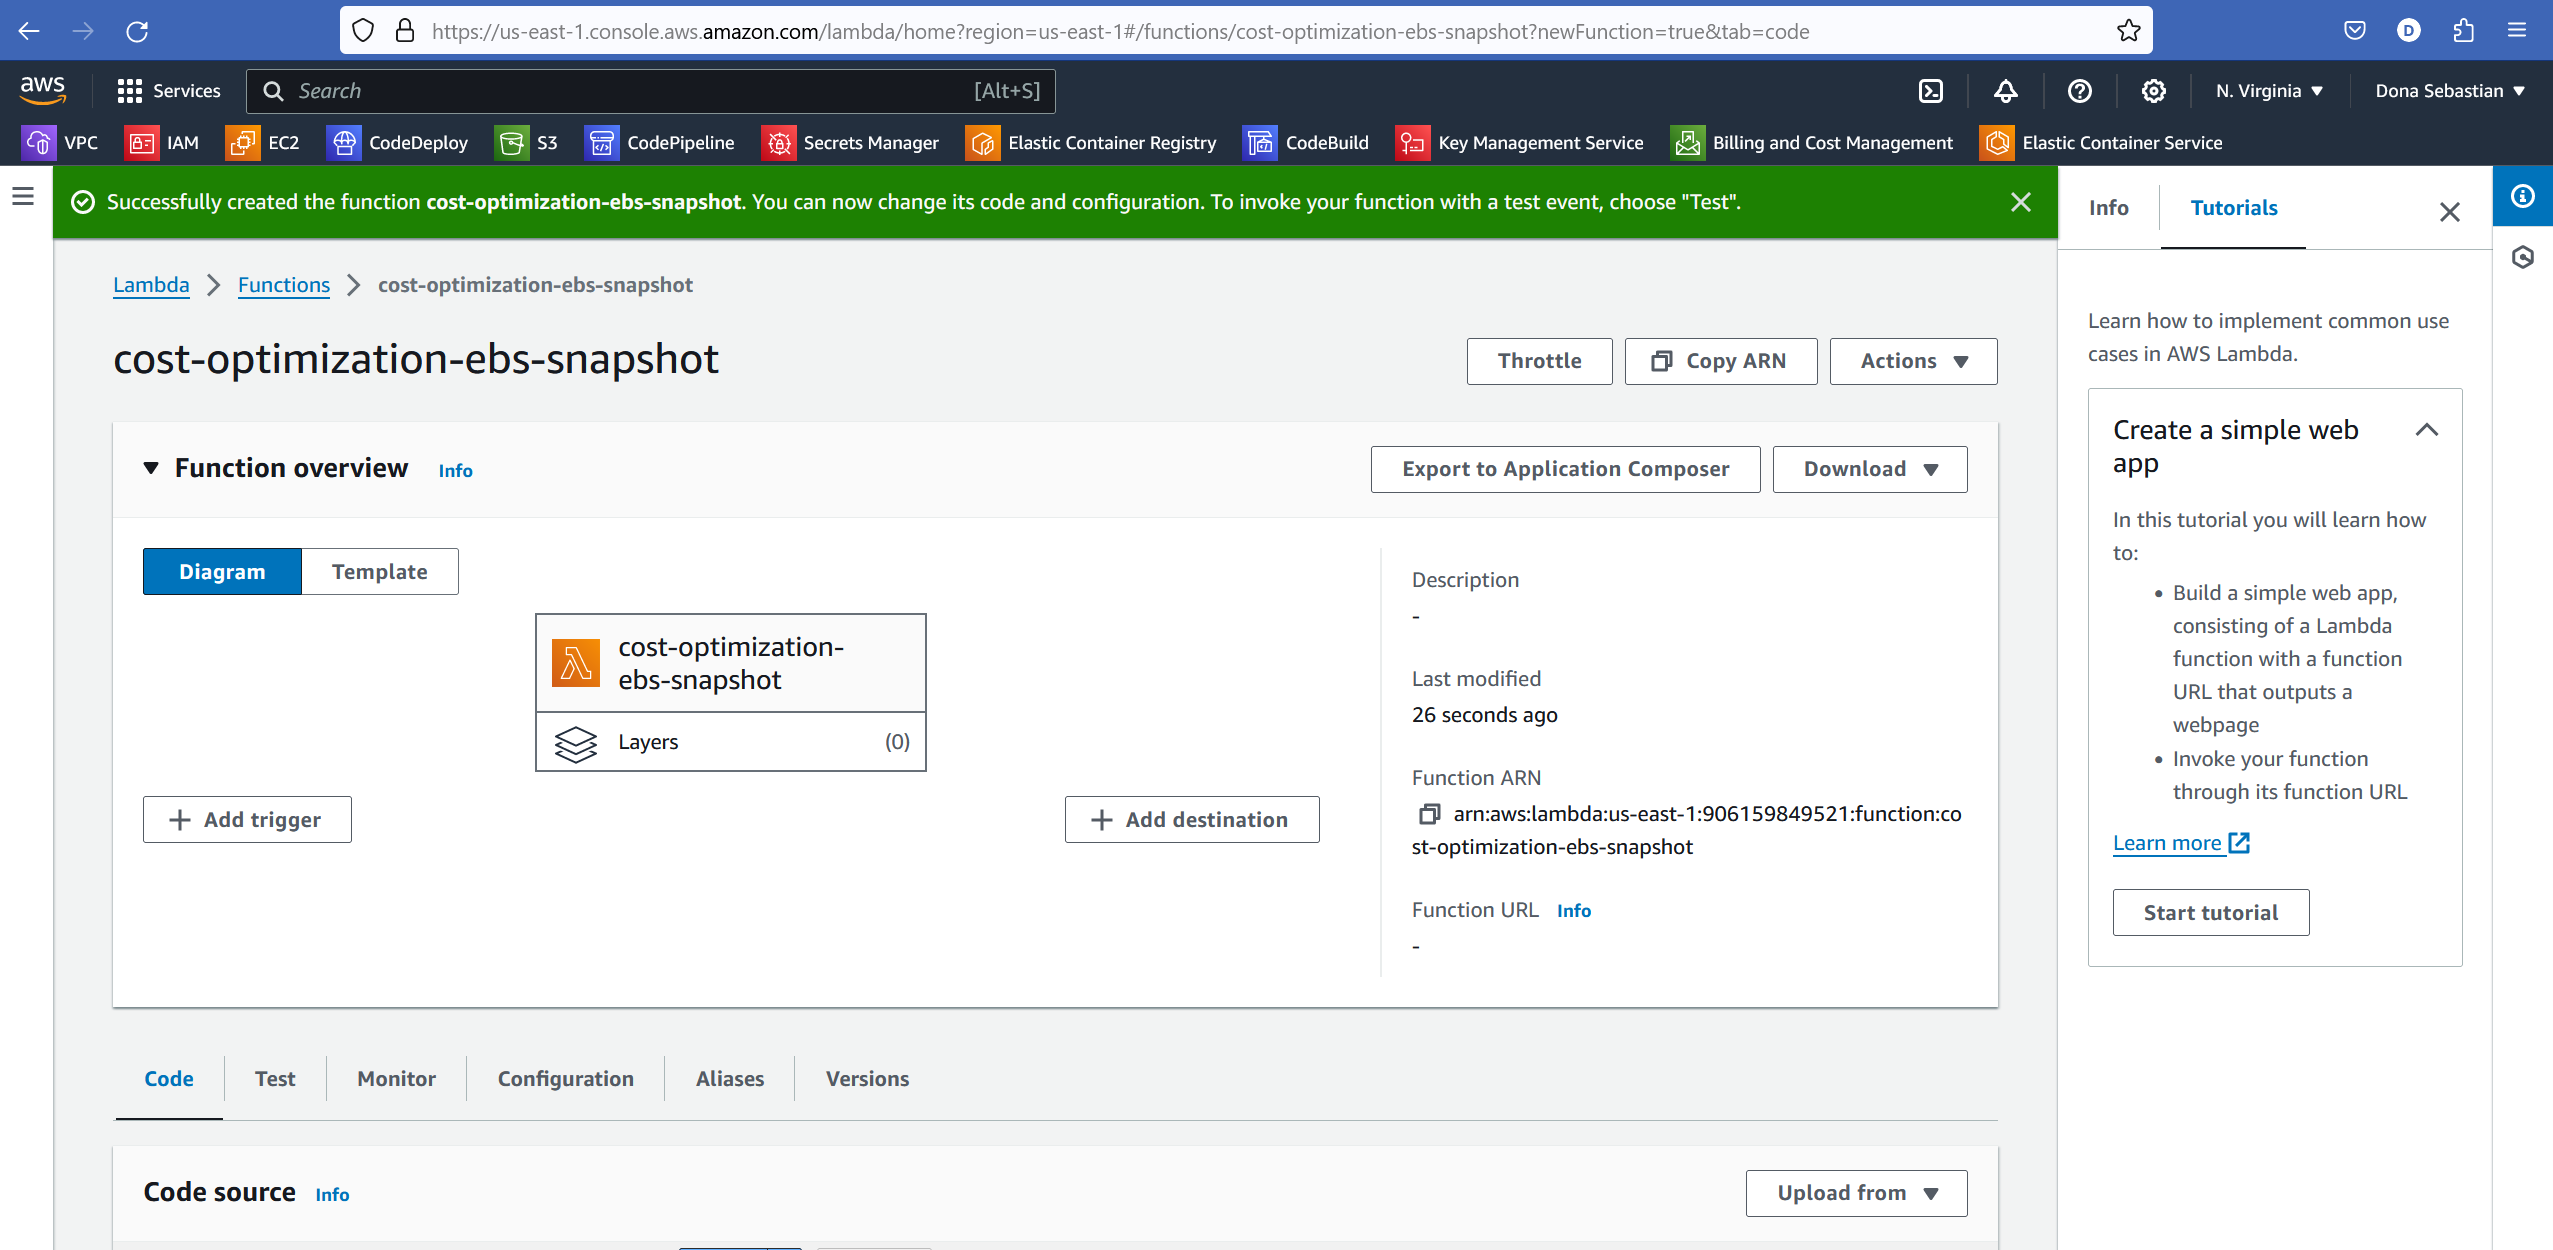 https://us-east-1.console.aws.amazon.com/lambda/home?region=us-east-1#/functions/cost-optimization-ebs-snapshot?newFunction=true&tab=code
D
aws
Services
Search
[Alt+S]
N. Virginia
Dona Sebastian
VPC
IAM
EC2
CodeDeploy
S3
CodePipeline
Secrets Manager
Elastic Container Registry
CodeBuild
Key Management Service
Billing and Cost Management
Elastic Container Service
Successfully created the function cost-optimization-ebs-snapshot. You can now change its code and configuration. To invoke your function with a test event, choose "Test".
Lambda
Functions
cost-optimization-ebs-snapshot
cost-optimization-ebs-snapshot
Throttle
Copy ARN
Actions
Function overview
Info
Export to Application Composer
Download
Diagram
Template
cost-optimization-
ebs-snapshot
Layers
(0)
Add trigger
Add destination
Description
-
Last modified
26 seconds ago
Function ARN
arn:aws:lambda:us-east-1:906159849521:function:co
st-optimization-ebs-snapshot
Function URL
Info
-
Code
Test
Monitor
Configuration
Aliases
Versions
Code source
Info
Upload from
Info
Tutorials
Learn how to implement common use
cases in AWS Lambda.
Create a simple web
app
In this tutorial you will learn how
to:
• Build a simple web app,
consisting of a Lambda
function with a function
URL that outputs a
webpage
• Invoke your function
through its function URL
Learn more
Start tutorial